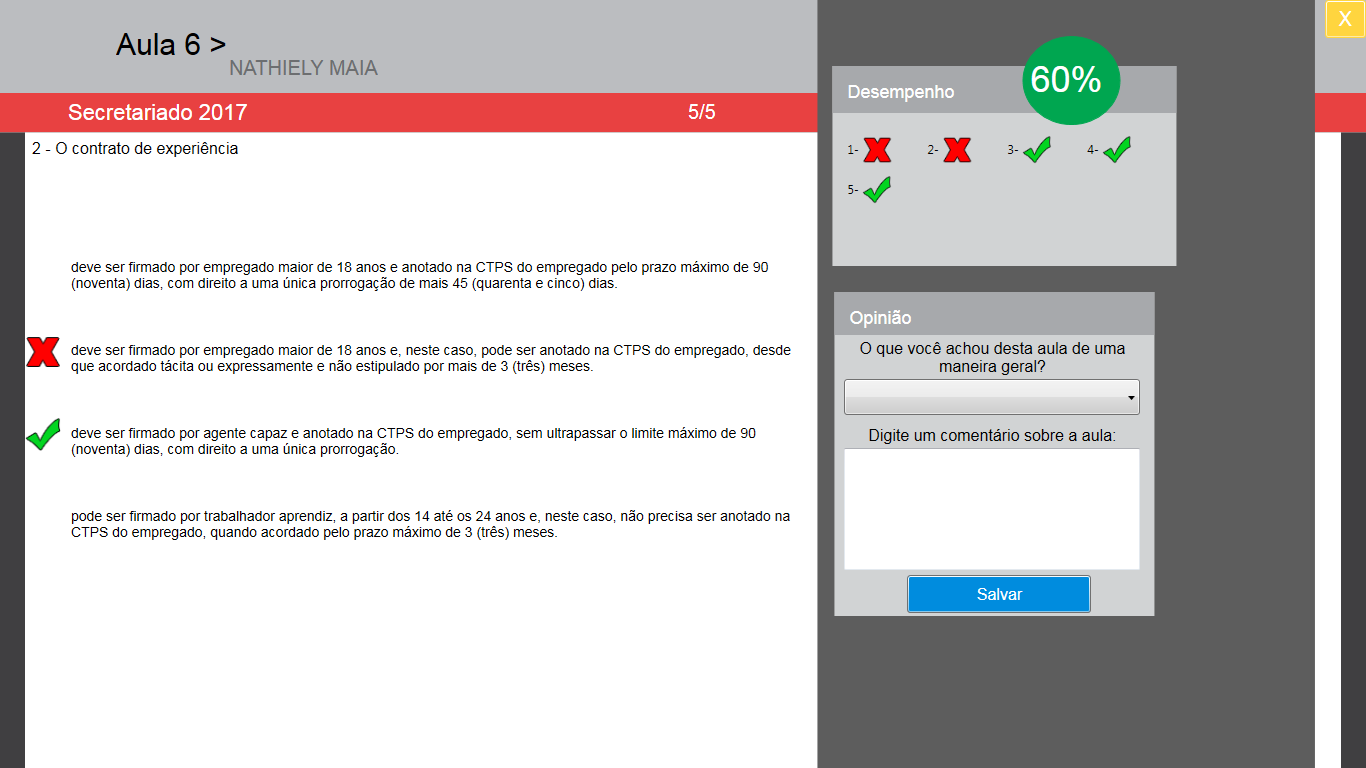 Aula 6 >
NATHIELY MAIA
Secretariado 2017
5/5
2 - O contrato de experiência
deve ser firmado por empregado maior de 18 anos e anotado na CTPS do empregado pelo prazo máximo de 90
(noventa) dias, com direito a uma única prorrogação de mais 45 (quarenta e cinco) dias.
deve ser firmado por empregado maior de 18 anos e, neste caso, pode ser anotado na CTPS do empregado, desde
que acordado tácita ou expressamente e não estipulado por mais de 3 (três) meses.
deve ser firmado por agente capaz e anotado na CTPS do empregado, sem ultrapassar o limite máximo de 90
(noventa) dias, com direito a uma única prorrogação.
pode ser firmado por trabalhador aprendiz, a partir dos 14 até os 24 anos e, neste caso, não precisa ser anotado na
CTPS do empregado, quando acordado pelo prazo máximo de 3 (três) meses.
X
60%
Desempenho
1-
2-
3-
4-
5-
Opinião
O que você achou desta aula de uma
maneira geral?
Digite um comentário sobre a aula:
Salvar